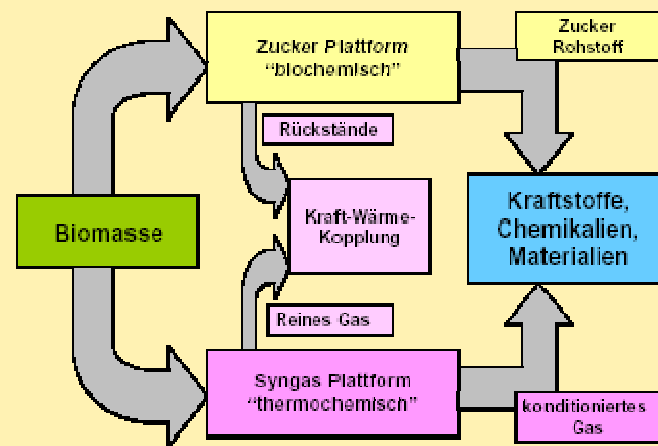 Zucker Plattform
"biochemisch"
Zucker
Rohstoff
Rückstände
Biomasse
Kraft-Wärme-
Kopplung
Kraftstoffe,
Chemikalien,
Materialien
Reines Gas
Syngas Plattform
"thermochemisch"
konditioniertes
Gas